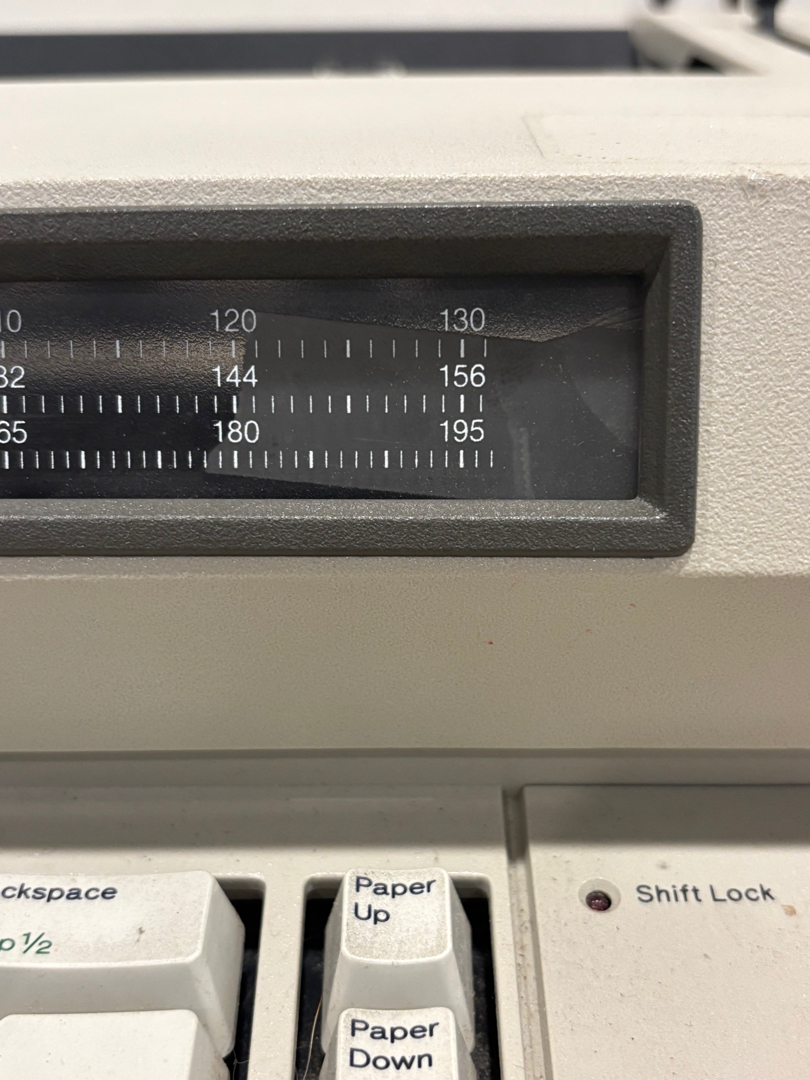 10 120 130
32 144 156
65 180 195
ckspace
p ½
Paper
Up
Shift Lock
Paper
Down